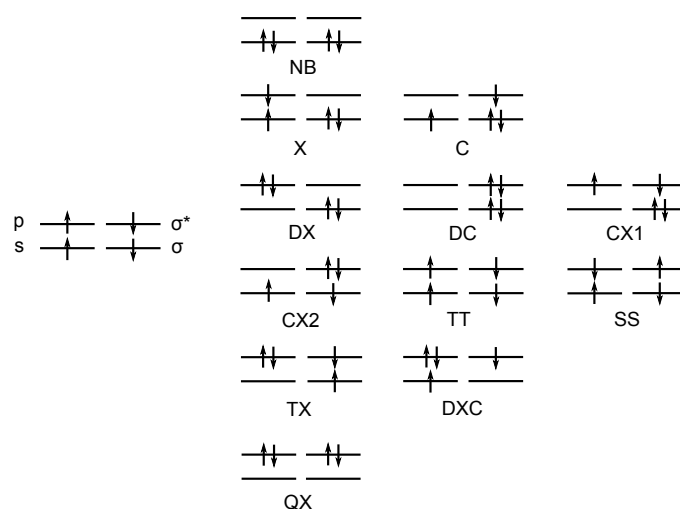 NB
X C
DX DC CX1
p σ*
s σ
CX2 TT SS
TX DXC
QX